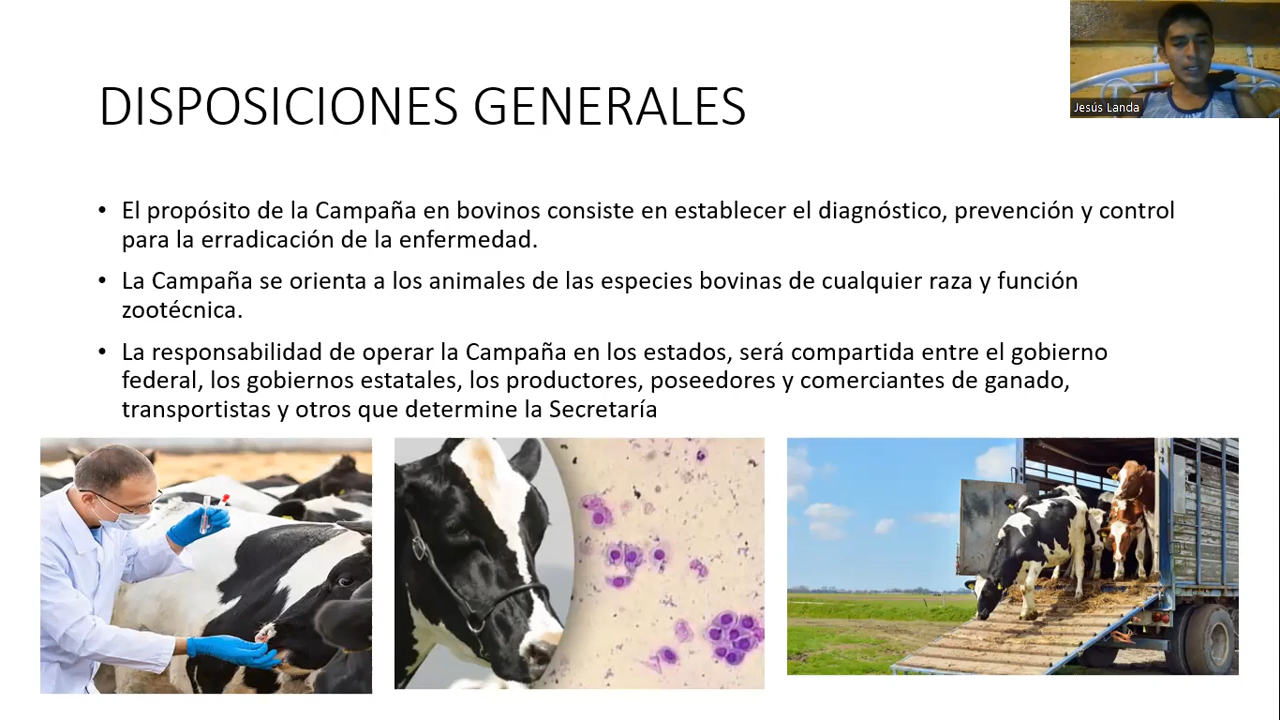 DISPOSICIONES GENERALES
Jesús Landa
• El propósito de la Campaña en bovinos consiste en establecer el diagnóstico, prevención y control
para la erradicación de la enfermedad.
• La Campaña se orienta a los animales de las especies bovinas de cualquier raza y función
zootécnica.
• La responsabilidad de operar la Campaña en los estados, será compartida entre el gobierno
federal, los gobiernos estatales, los productores, poseedores y comerciantes de ganado,
transportistas y otros que determine la Secretaría